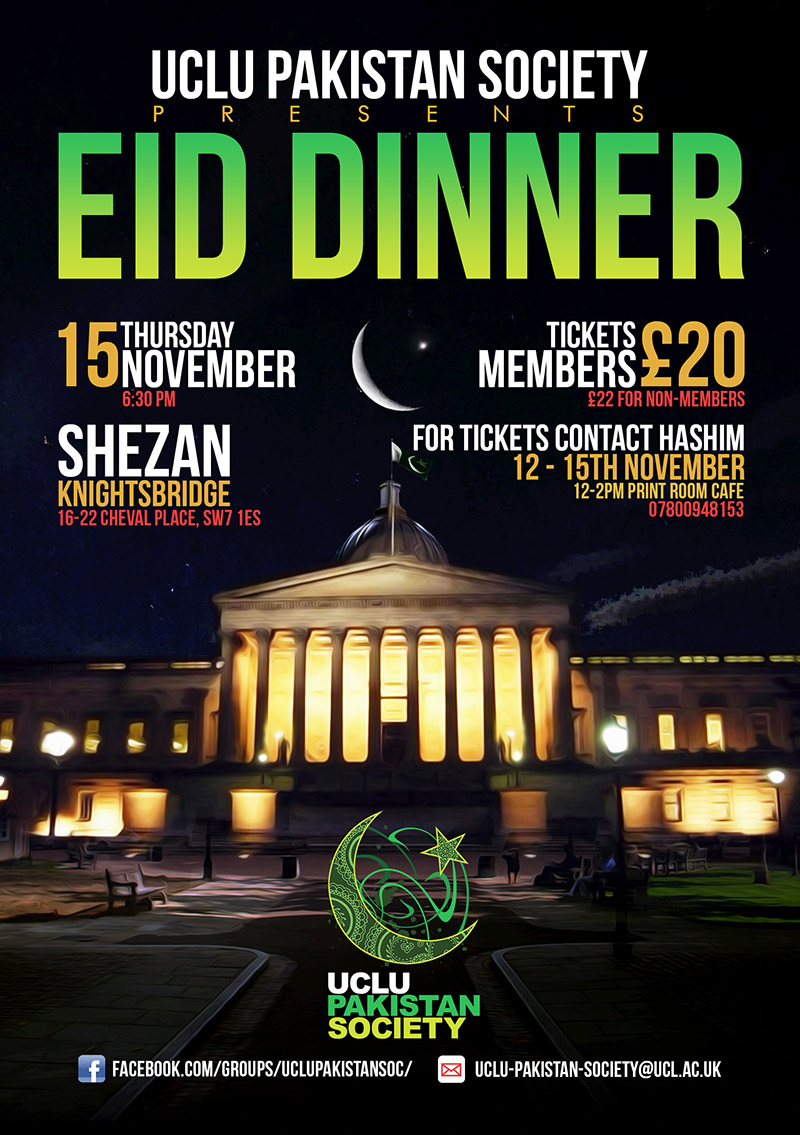 UCLU PAKISTAN SOCIETY
PRESENTS
EID DINNER
15 THURSDAY
NOVEMBER
6:30 PM
SHEZAN
KNIGHTSBRIDGE
16-22 CHEVAL PLACE, SW7 1ES
TICKETS
MEMBERS £20
£22 FOR NON-MEMBERS
FOR TICKETS CONTACT HASHIM
12 - 15TH NOVEMBER
12-2PM PRINT ROOM CAFE
07800948153
UCLU
PAKISTAN
SOCIETY
FACEBOOK.COM/GROUPS/UCLUPAKISTANSOC/
UCLU-PAKISTAN-SOCIETY@UCL.AC.UK